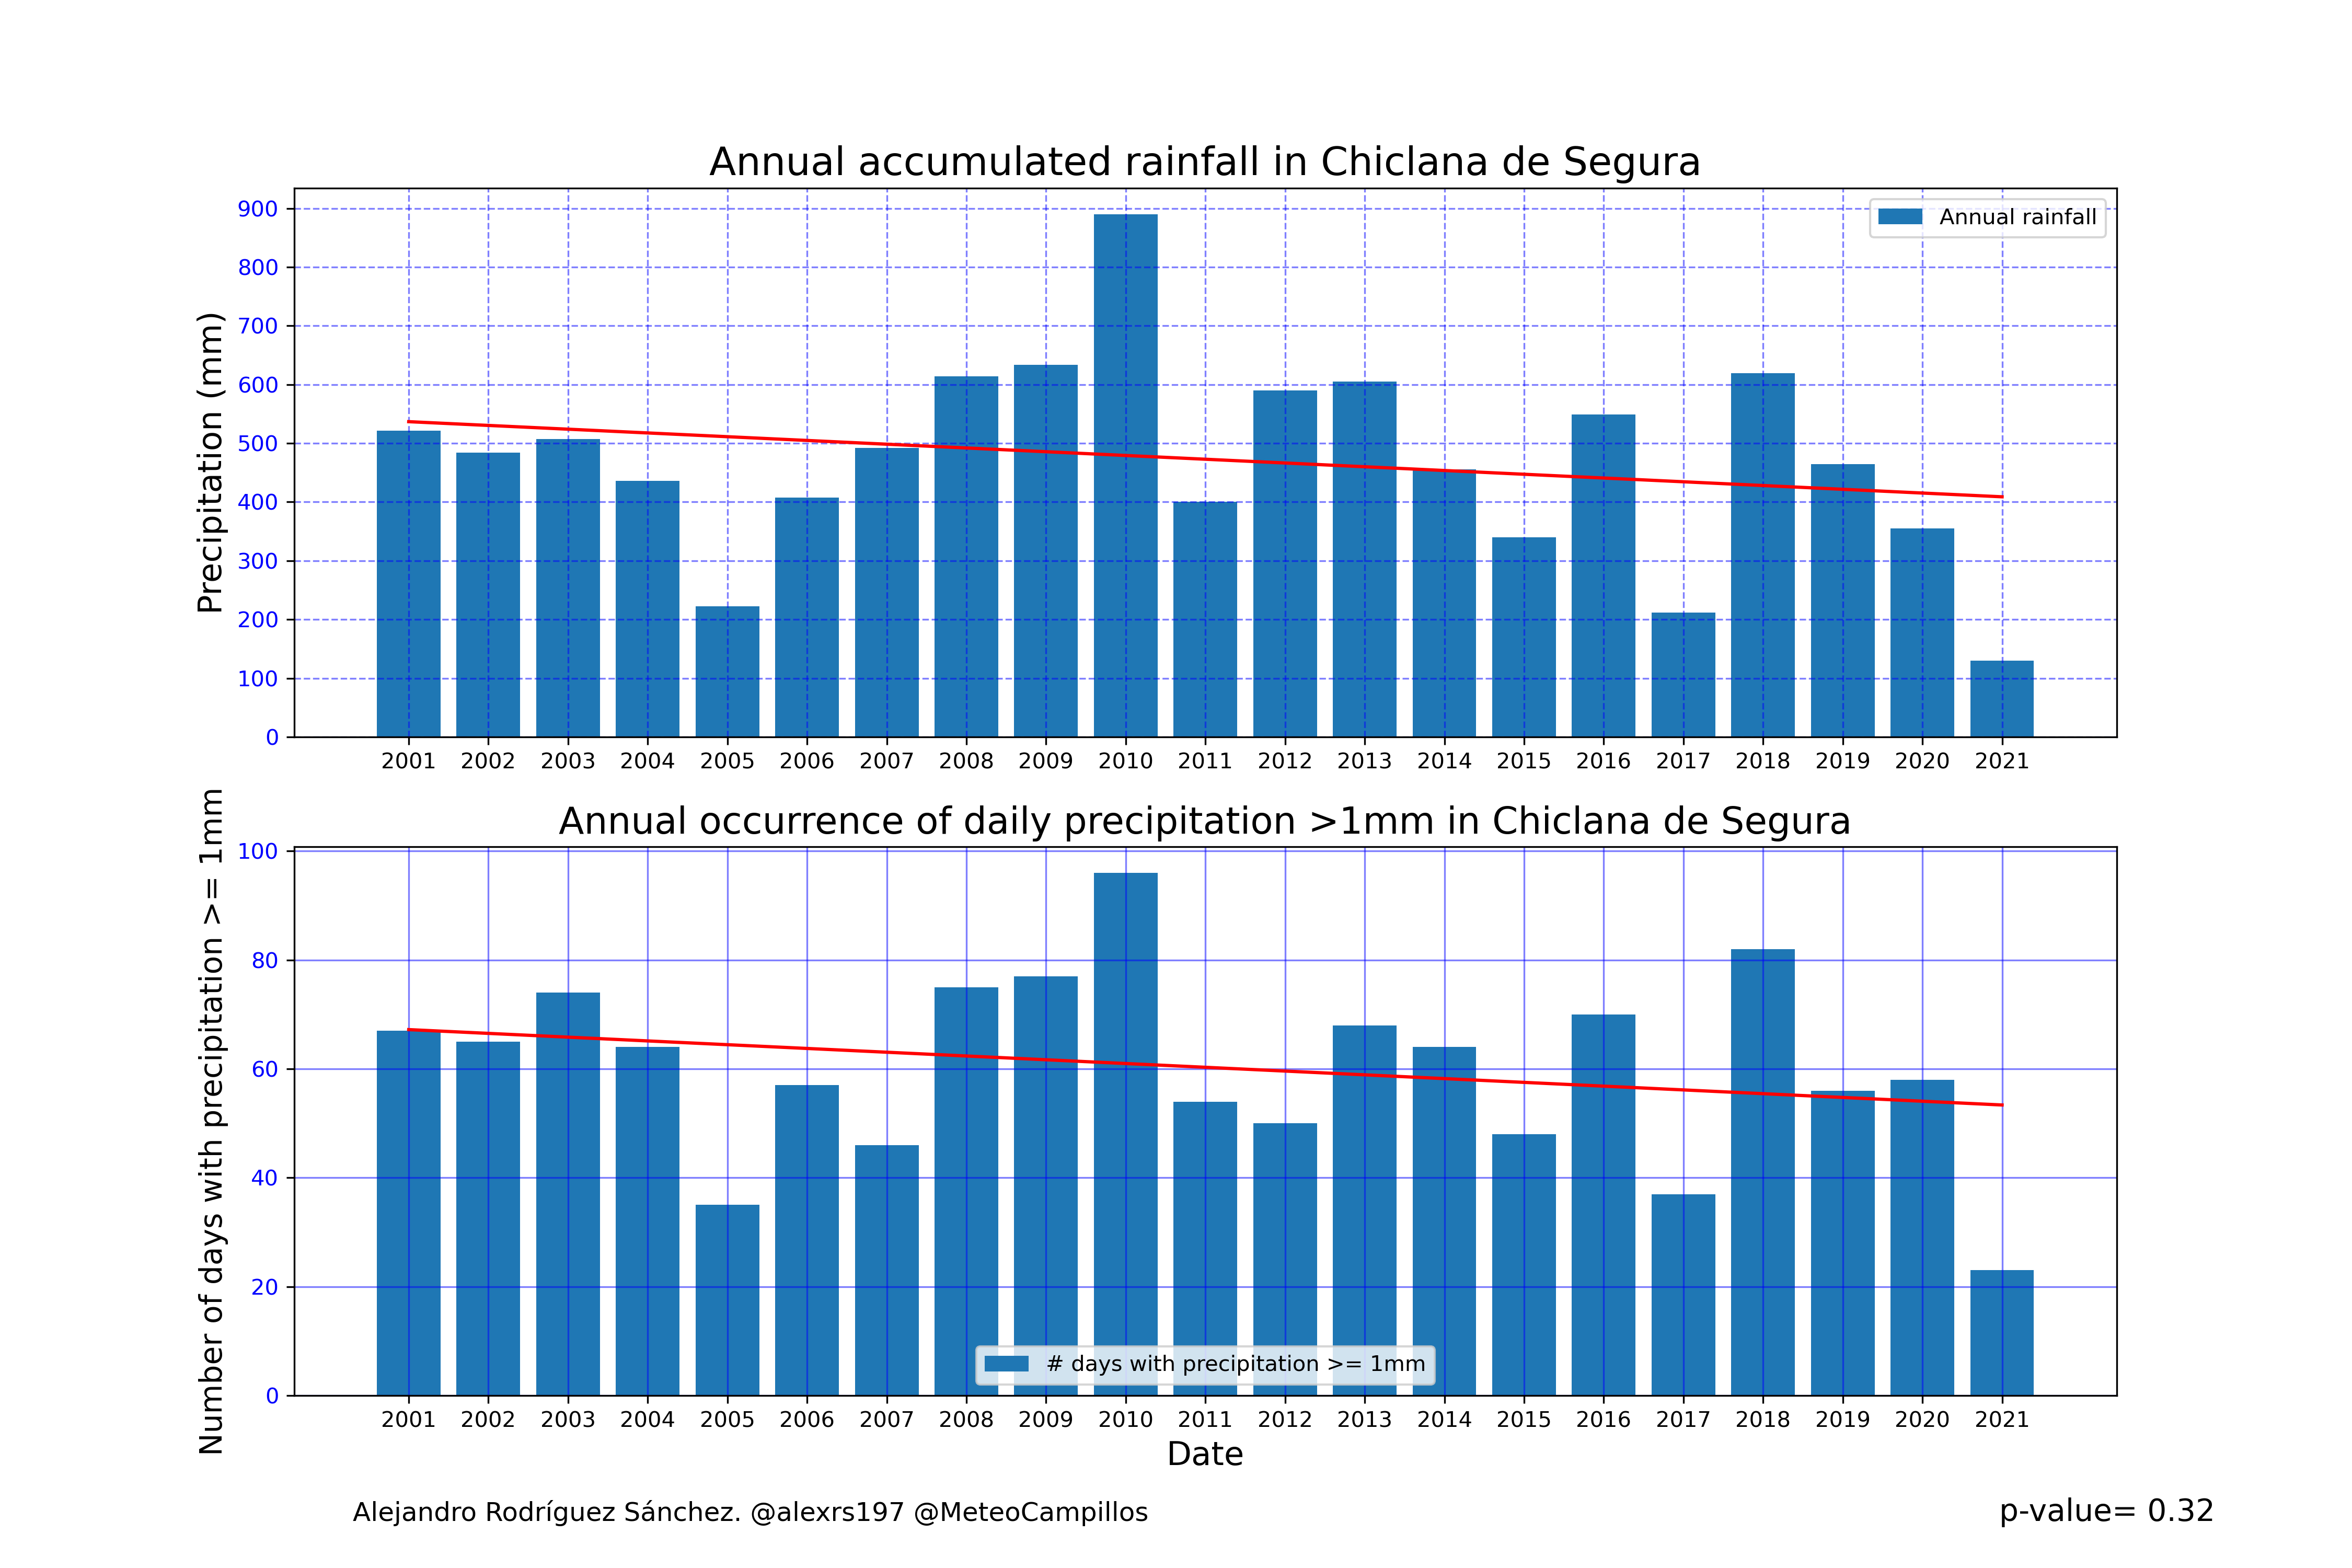 Annual accumulated rainfall in Chiclana de Segura
Precipitation (mm)
900
800
700
600
500
400
300
200
100
0
Annual rainfall
2001 2002 2003 2004 2005 2006 2007 2008 2009 2010 2011 2012 2013 2014 2015 2016 2017 2018 2019 2020 2021
Annual occurrence of daily precipitation >1mm in Chiclana de Segura
Number of days with precipitation >= 1mm
100
80
60
40
20
0
# days with precipitation >= 1mm
2001 2002 2003 2004 2005 2006 2007 2008 2009 2010 2011 2012 2013 2014 2015 2016 2017 2018 2019 2020 2021
Date
Alejandro Rodríguez Sánchez. @alexrs197 @MeteoCampillos
p-value= 0.32